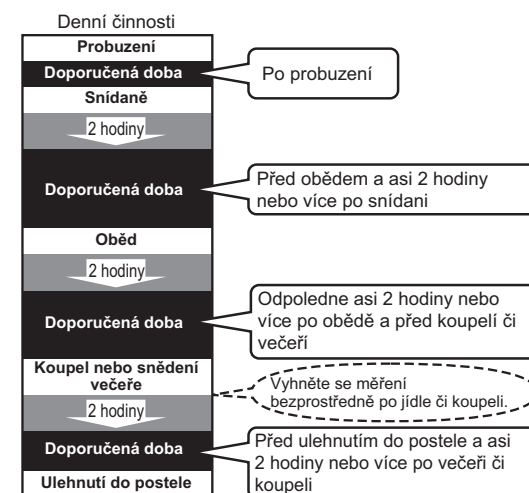 Denní činnosti
Probuzení
Doporučená doba
Po probuzení
Snídaně
2 hodiny
Doporučená doba
Před obědem a asi 2 hodiny
nebo více po snídani
Oběd
2 hodiny
Doporučená doba
Odpoledne asi 2 hodiny nebo
více po obědě a před koupelí či
večeří
Koupel nebo snědení
večeře
Vyhněte se měření
bezprostředně po jídle či koupeli.
2 hodiny
Doporučená doba
Před ulehnutím do postele a asi
2 hodiny nebo více po večeři či
koupeli
Ulehnutí do postele